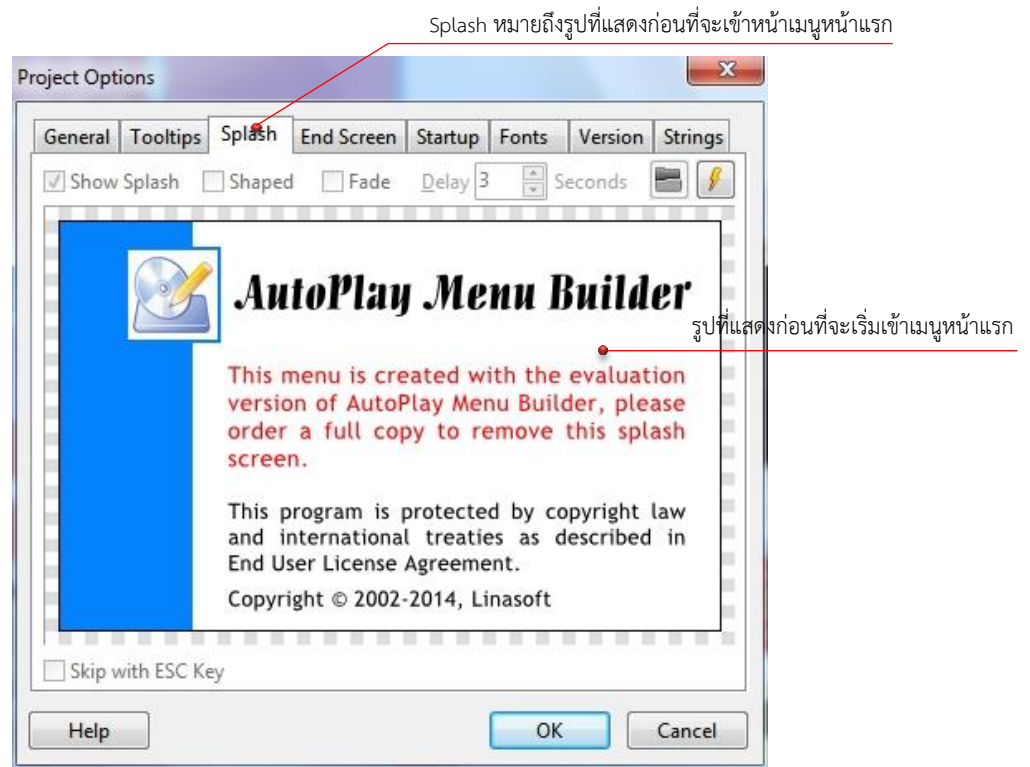 Splash หมายถึงรูปที่แสดงก่อนที่จะเข้าหน้าเมนูหน้าแรก
Project Options
General Tooltips Splash End Screen Startup Fonts Version Strings
Show Splash Shaped Fade Delay 3 Seconds
AutoPlay Menu Builder
รูปที่แสดงก่อนที่จะเริ่มเข้าเมนูหน้าแรก
This menu is created with the evaluation
version of AutoPlay Menu Builder, please
order a full copy to remove this splash
screen.
This program is protected by copyright law
and international treaties as described in
End User License Agreement.
Copyright © 2002-2014, Linasoft
Skip with ESC Key
Help OK Cancel